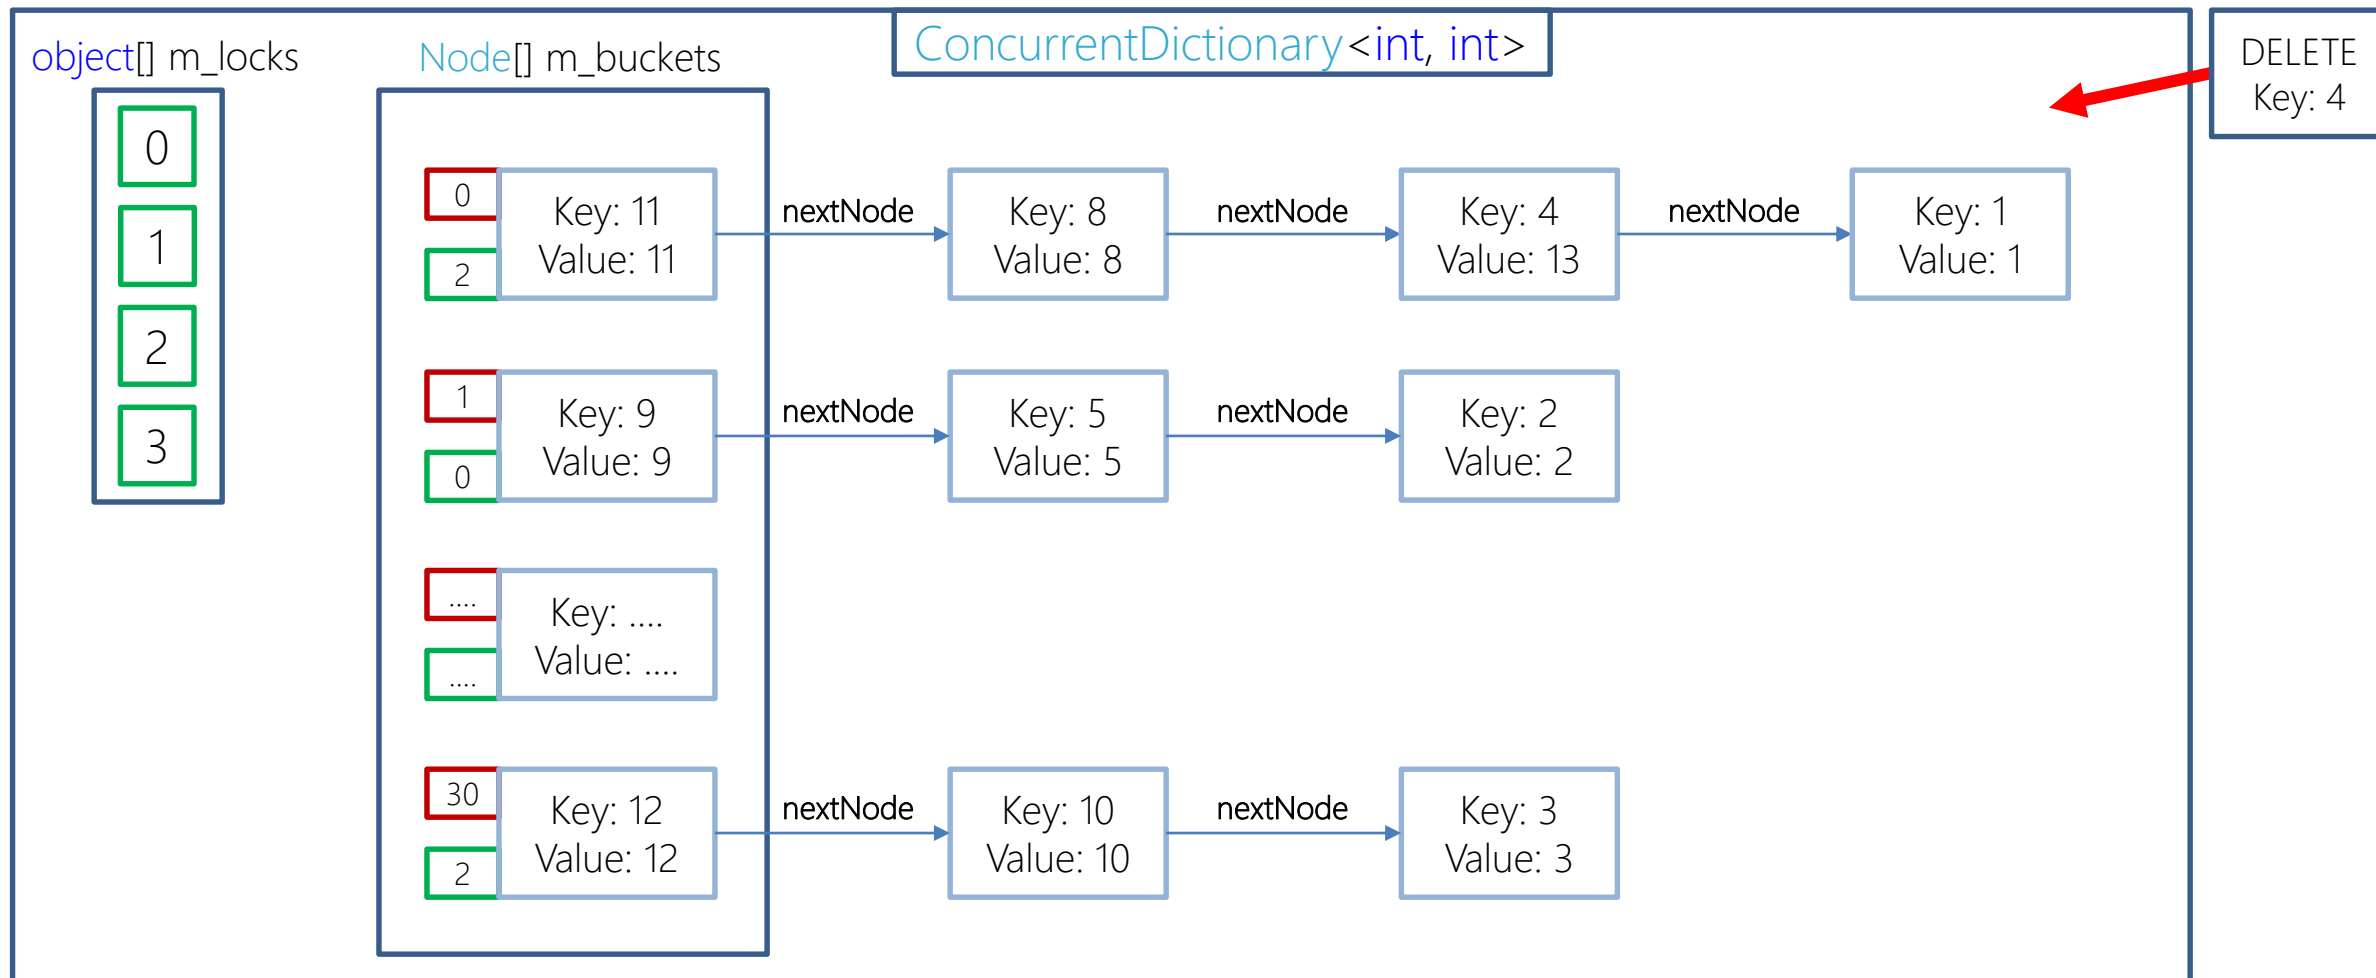 ConcurrentDictionary<int, int>
DELETE
Key: 4
object[] m_locks
0
1
2
3
Node[] m_buckets
0
2
Key: 11
Value: 11
nextNode
Key: 8
Value: 8
nextNode
Key: 4
Value: 13
nextNode
Key: 1
Value: 1
1
0
Key: 9
Value: 9
nextNode
Key: 5
Value: 5
nextNode
Key: 2
Value: 2
....
....
Key: ....
Value: ....
30
2
Key: 12
Value: 12
nextNode
Key: 10
Value: 10
nextNode
Key: 3
Value: 3